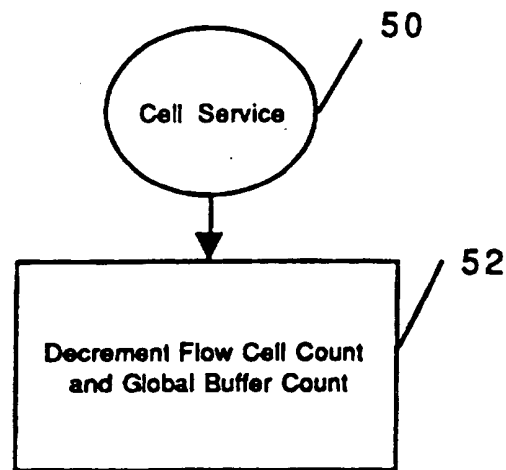 50
Cell Service
52
Decrement Flow Cell Count
and Global Buffer Count